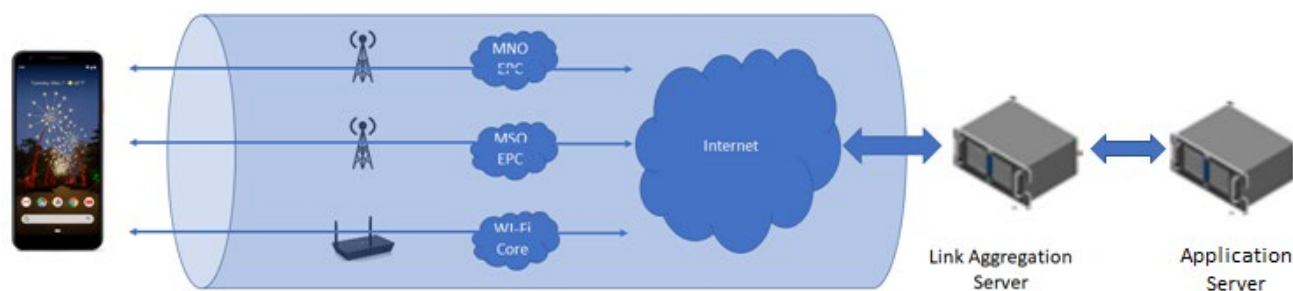 MNO
EPC
MSO
EPC
Internet
Wi-Fi
Core
Link Aggregation
Server
Application
Server